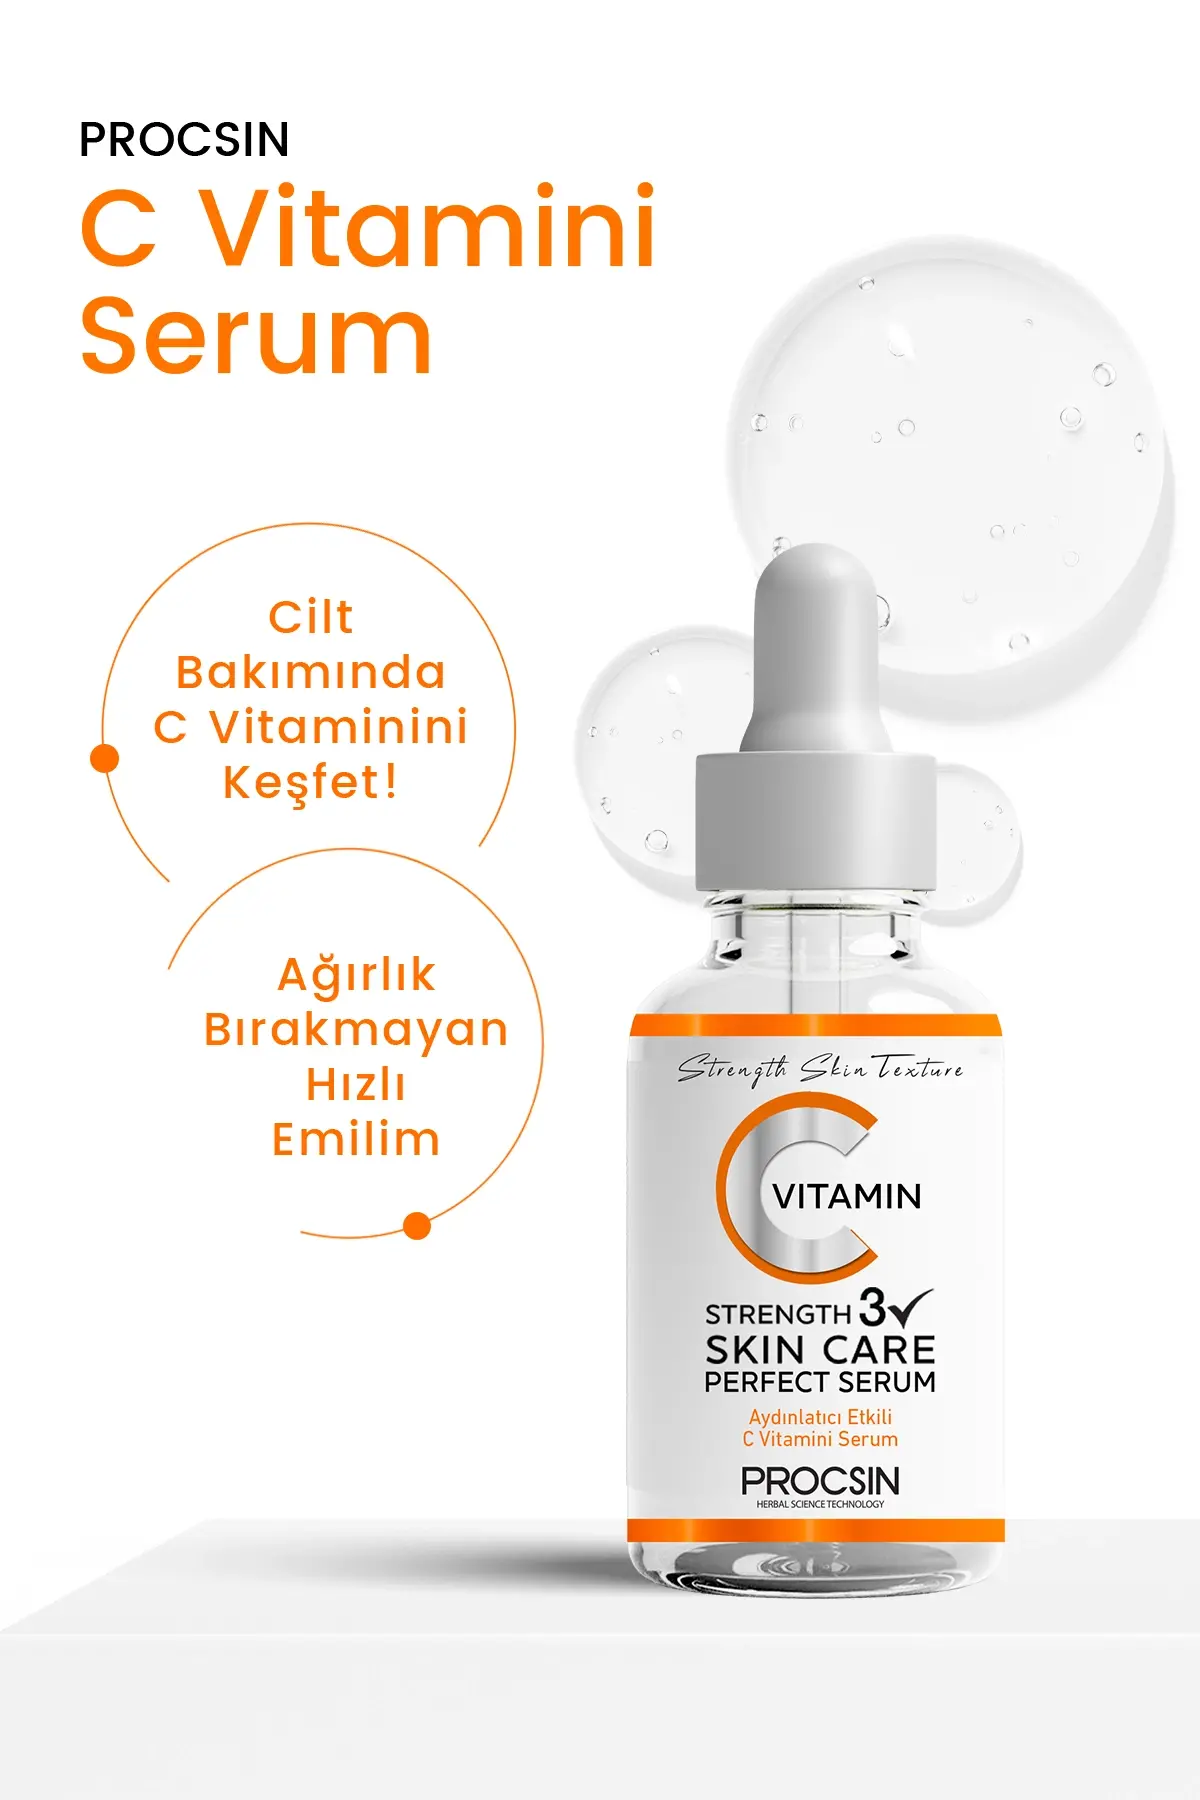 PROCSIN
C Vitamini
Serum
Cilt
Bakımında
C Vitaminini
Keşfet!
Ağırlık
Bırakmayan
Hızlı
Emilim
Strength Skin Texture
C VITAMIN
STRENGTH 3✓
SKIN CARE
PERFECT SERUM
Aydınlatıcı Etkili
C Vitamini Serum
PROCSIN
HERBAL SCIENCE TECHNOLOGY